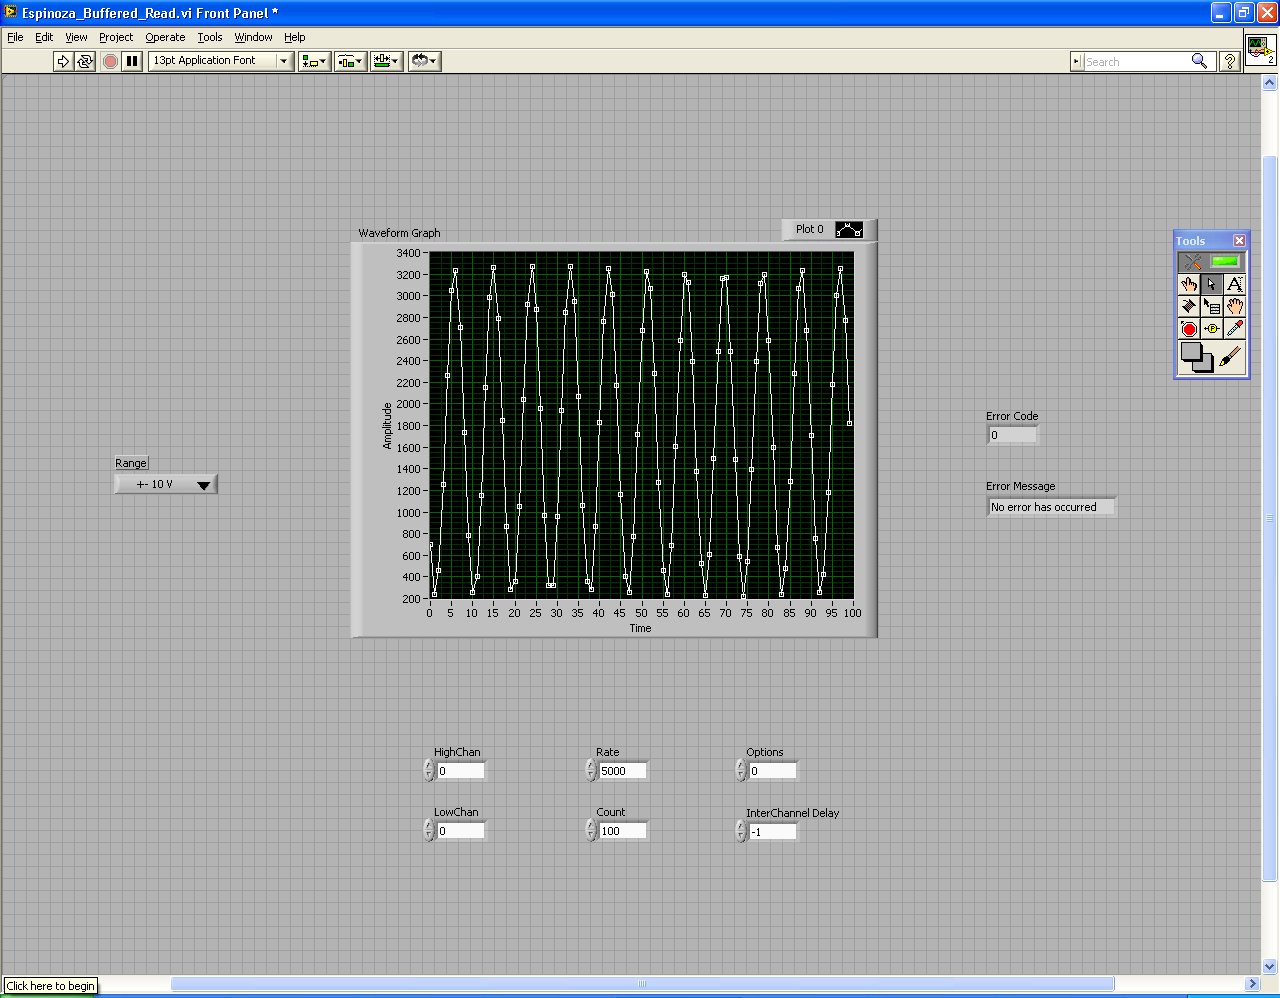 Espinoza_Buffered_Read.vi Front Panel *
File Edit View Project Operate Tools Window Help
13pt Application Font
Search
?
2
Plot 0
Waveform Graph
Tools
A
P
3400
3200
3000
2800
2600
2400
2200
2000
1800
1600
1400
1200
1000
800
600
400
200
Amplitude
0 5 10 15 20 25 30 35 40 45 50 55 60 65 70 75 80 85 90 95 100
Time
Range
+- 10 V
Error Code
0
Error Message
No error has occurred
HighChan Rate Options
0 5000 0
LowChan Count InterChannel Delay
0 100 -1
Click here to begin